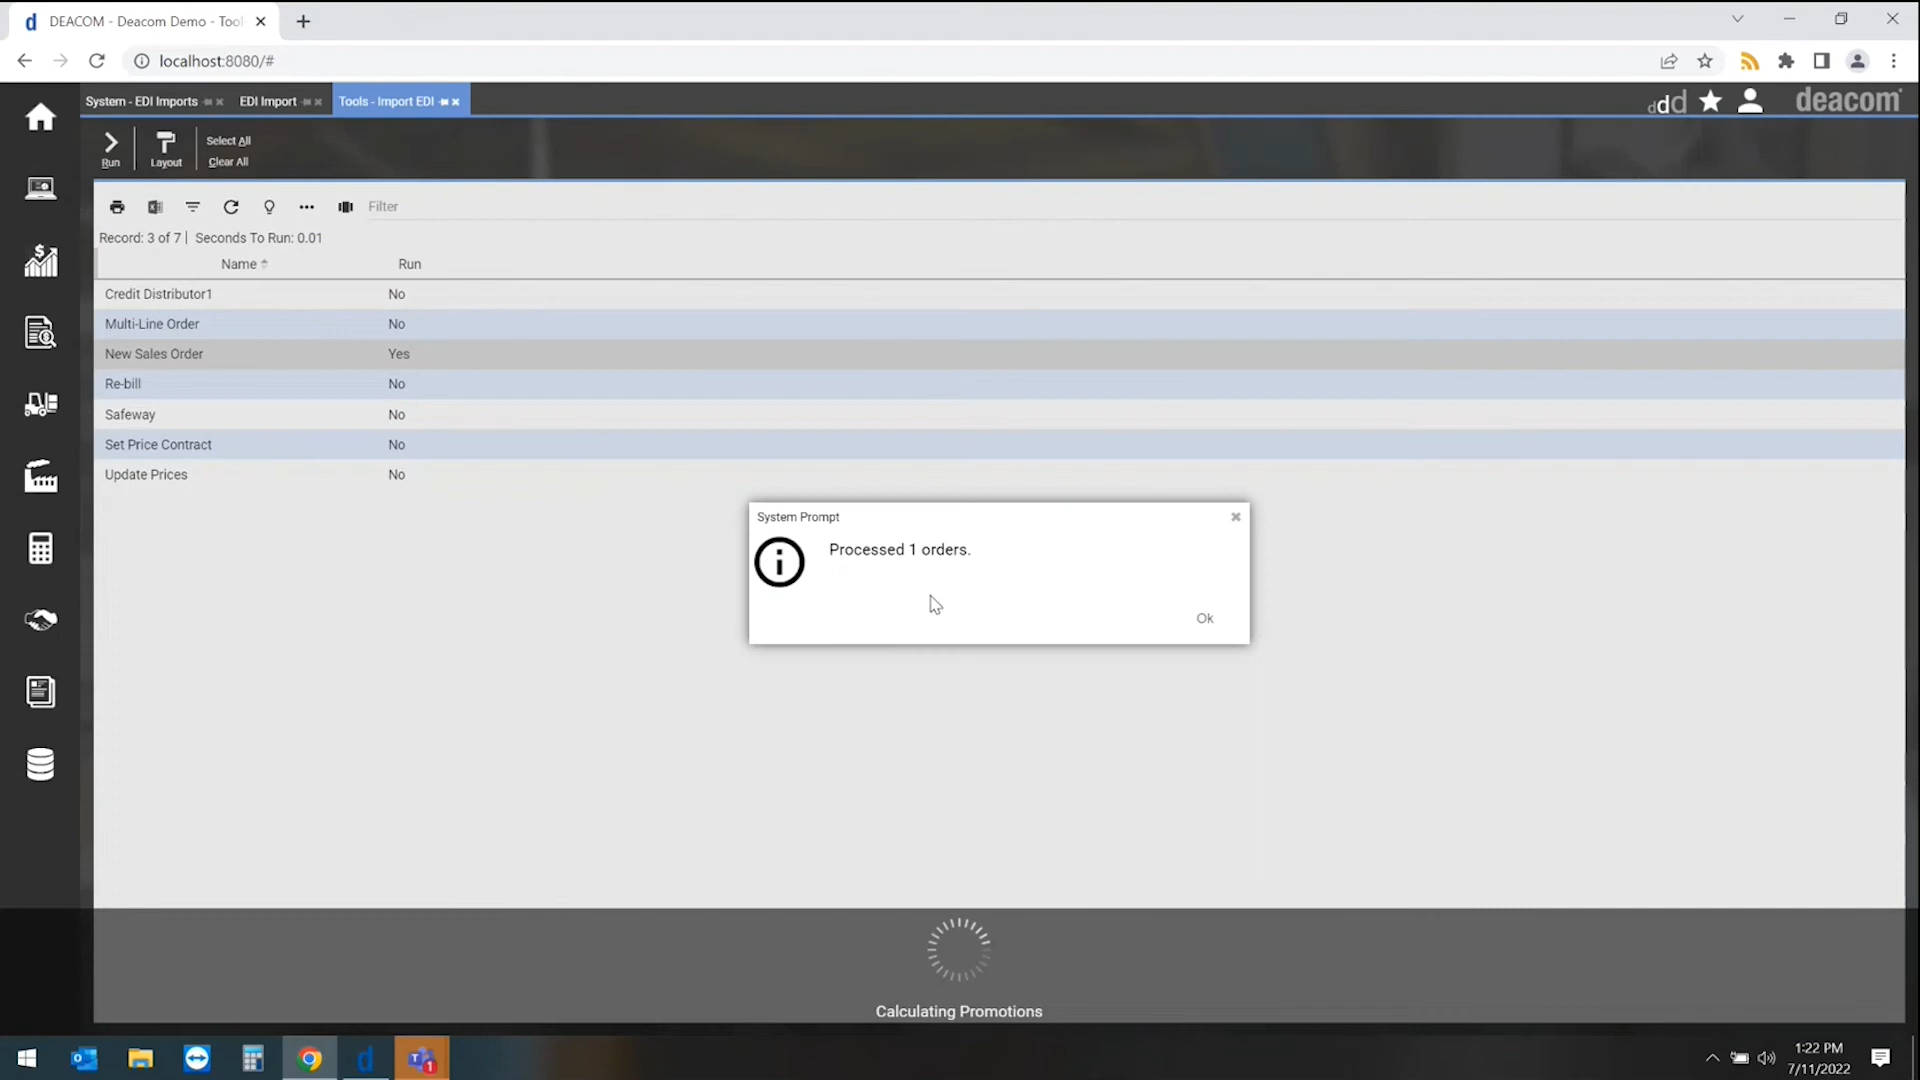 DEACOM - Deacom Demo - Tool
localhost:8080/#
System - EDI Imports
EDI Import
Tools - Import EDI
ddd
deacom
Run
Layout
Select All
Clear All
Filter
Record: 3 of 7 | Seconds To Run: 0.01
Name Run
Credit Distributor1 No
Multi-Line Order No
New Sales Order Yes
Re-bill No
Safeway No
Set Price Contract No
Update Prices No
System Prompt
Processed 1 orders.
Ok
Calculating Promotions
1:22 PM
7/11/2022